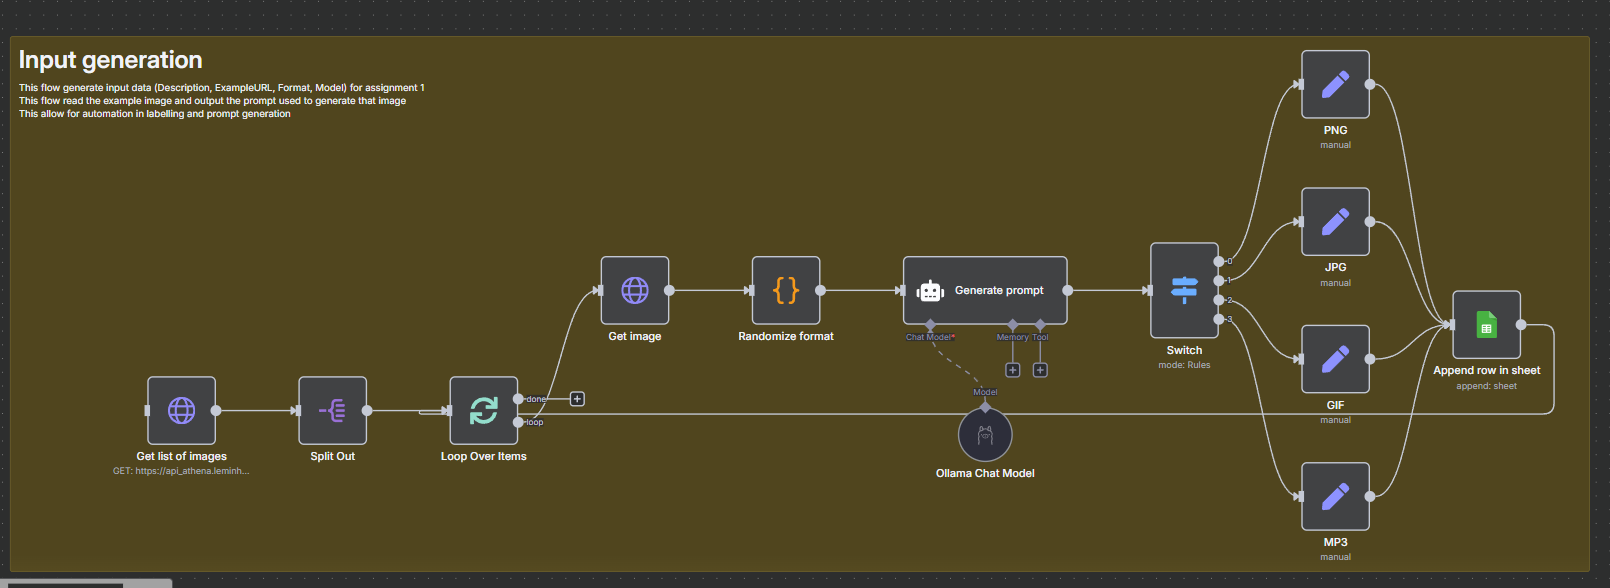 Input generation
This flow generate input data (Description, ExampleURL, Format, Model) for assignment 1
This flow read the example image and output the prompt used to generate that image
This allow for automation in labelling and prompt generation
PNG
manual
JPG
manual
GIF
manual
MP3
manual
Get list of images
GET: https://api_athena.leminh...
Split Out
Loop Over Items
done
loop
Get image
Randomize format
Generate prompt
Chat Model*
Memory
Tool
Model
Ollama Chat Model
Switch
mode: Rules
0
1
2
3
Append row in sheet
append: sheet